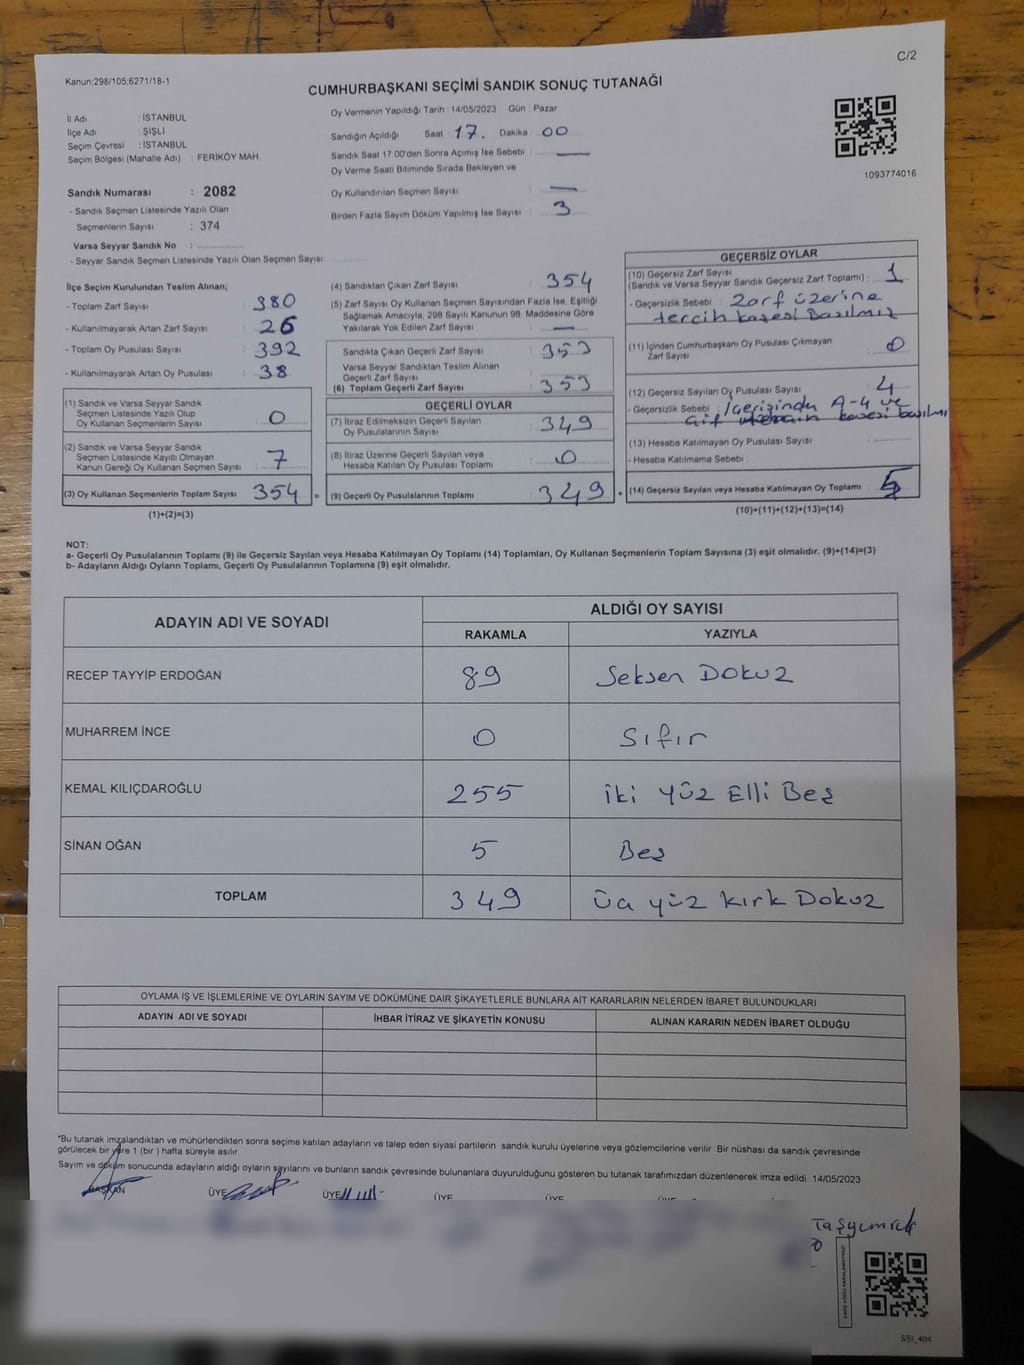 C/2
Kanun:298/105;6271/18-1
CUMHURBAŞKANI SEÇİMİ SANDIK SONUÇ TUTANAĞI
İl Adı : İSTANBUL
İlçe Adı : ŞİŞLİ
Seçim Çevresi : İSTANBUL
Seçim Bölgesi (Mahalle Adı) : FERİKÖY MAH.
Sandık Numarası : 2082
- Sandık Seçmen Listesinde Yazılı Olan
Seçmenlerin Sayısı : 374
Varsa Seyyar Sandık No :
- Seyyar Sandık Seçmen Listesinde Yazılı Olan Seçmen Sayısı:
Oy Vermenin Yapıldığı Tarih : 14/05/2023 Gün : Pazar
Sandığın Açıldığı Saat 17. Dakika 00
Sandık Saat 17:00'den Sonra Açılmış İse Sebebi : —
Oy Verme Saati Bitiminde Sırada Bekleyen ve
Oy Kullandırılan Seçmen Sayısı : —
Birden Fazla Sayım Döküm Yapılmış İse Sayısı : 3
1093774016
İlçe Seçim Kurulundan Teslim Alınan;
- Toplam Zarf Sayısı : 380
- Kullanılmayarak Artan Zarf Sayısı : 26
- Toplam Oy Pusulası Sayısı : 392
- Kullanılmayarak Artan Oy Pusulası : 38
(1) Sandık ve Varsa Seyyar Sandık
Seçmen Listesinde Yazılı Olup
Oy Kullanan Seçmenlerin Sayısı : 0
(2) Sandık ve Varsa Seyyar Sandık
Seçmen Listesinde Kayıtlı Olmayan
Kanun Gereği Oy Kullanan Seçmen Sayısı : 7
(3) Oy Kullanan Seçmenlerin Toplam Sayısı 354 =
(1)+(2)=(3)
(4) Sandıktan Çıkan Zarf Sayısı : 354
(5) Zarf Sayısı Oy Kullanan Seçmen Sayısından Fazla İse, Eşitliği
Sağlamak Amacıyla, 298 Sayılı Kanunun 98. Maddesine Göre
Yakılarak Yok Edilen Zarf Sayısı : —
Sandıkta Çıkan Geçerli Zarf Sayısı : 353
Varsa Seyyar Sandıktan Teslim Alınan
Geçerli Zarf Sayısı
(6) Toplam Geçerli Zarf Sayısı : 353
GEÇERLİ OYLAR
(7) İtiraz Edilmeksizin Geçerli Sayılan
Oy Pusulalarının Sayısı : 349
(8) İtiraz Üzerine Geçerli Sayılan veya
Hesaba Katılan Oy Pusulası Toplamı : 0
(9) Geçerli Oy Pusulalarının Toplamı : 349 +
GEÇERSİZ OYLAR
(10) Geçersiz Zarf Sayısı
(Sandık ve Varsa Seyyar Sandık Geçersiz Zarf Toplamı) : 1
- Geçersizlik Sebebi : Zarf üzerine
tercih kaşesi Basılmış
(11) İçinden Cumhurbaşkanı Oy Pusulası Çıkmayan
Zarf Sayısı : 0
(12) Geçersiz Sayılan Oy Pusulası Sayısı : 4
- Geçersizlik Sebebi : İçerisinden A-4 ve
kaşesi basılmı
(13) Hesaba Katılmayan Oy Pusulası Sayısı :
- Hesaba Katılmama Sebebi :
(14) Geçersiz Sayılan veya Hesaba Katılmayan Oy Toplamı : 5
(10)+(11)+(12)+(13)=(14)
NOT:
a- Geçerli Oy Pusulalarının Toplamı (9) ile Geçersiz Sayılan veya Hesaba Katılmayan Oy Toplamı (14) Toplamları, Oy Kullanan Seçmenlerin Toplam Sayısına (3) eşit olmalıdır. (9)+(14)=(3)
b- Adayların Aldığı Oyların Toplamı, Geçerli Oy Pusulalarının Toplamına (9) eşit olmalıdır.
ADAYIN ADI VE SOYADI
ALDIĞI OY SAYISI
RAKAMLA YAZIYLA
RECEP TAYYİP ERDOĞAN 89 Seksen Dokuz
MUHARREM İNCE 0 Sıfır
KEMAL KILIÇDAROĞLU 255 iki yüz Elli Beş
SİNAN OĞAN 5 Beş
TOPLAM 349 Üç yüz kırk Dokuz
OYLAMA İŞ VE İŞLEMLERİNE VE OYLARIN SAYIM VE DÖKÜMÜNE DAİR ŞİKAYETLERLE BUNLARA AİT KARARLARIN NELERDEN İBARET BULUNDUKLARI
ADAYIN ADI VE SOYADI İHBAR İTİRAZ VE ŞİKAYETİN KONUSU ALINAN KARARIN NEDEN İBARET OLDUĞU
*Bu tutanak imzalandıktan ve mühürlendikten sonra seçime katılan adayların ve talep eden siyasi partilerin sandık kurulu üyelerine veya gözlemcilerine verilir. Bir nüshası da sandık çevresinde
görülecek bir yere 1 (bir) hafta süreyle asılır.
Sayım ve döküm sonucunda adayların aldığı oyların sayılarını ve bunların sandık çevresinde bulunanlara duyurulduğunu gösteren bu tutanak tarafımızdan düzenlenerek imza edildi. 14/05/2023
BAŞKAN ÜYE ÜYE ÜYE ÜYE
SSI_404